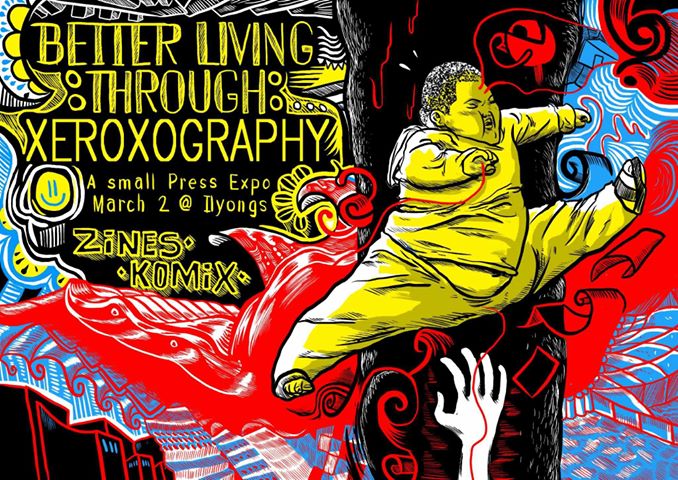 BETTER LIVING
:THROUGH:
XEROXOGRAPHY
A small Press Expo
March 2 @ Ilyongs
ZiNES·
·KOMiX·